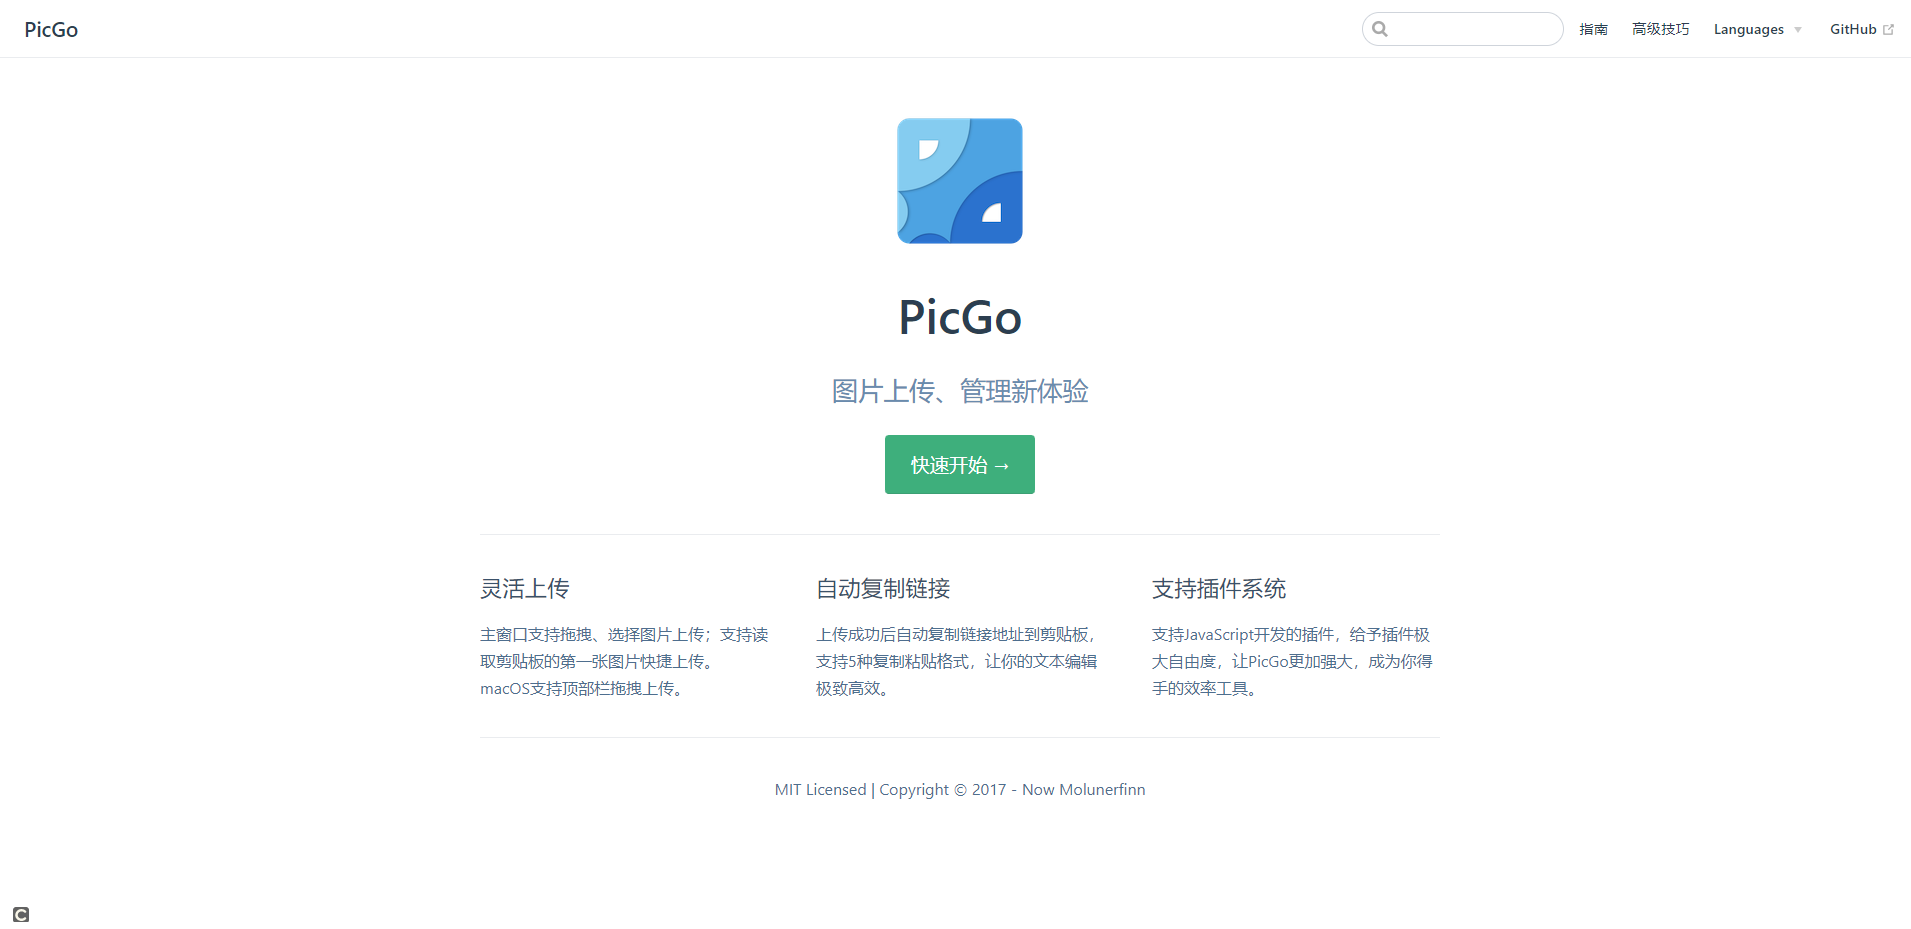 PicGo
指南 高级技巧 Languages GitHub
PicGo
图片上传、管理新体验
快速开始 →
灵活上传
主窗口支持拖拽、选择图片上传；支持读
取剪贴板的第一张图片快捷上传。
macOS支持顶部栏拖拽上传。
自动复制链接
上传成功后自动复制链接地址到剪贴板，
支持5种复制粘贴格式，让你的文本编辑
极致高效。
支持插件系统
支持JavaScript开发的插件，给予插件极
大自由度，让PicGo更加强大，成为你得
手的效率工具。
MIT Licensed | Copyright © 2017 - Now Molunerfinn
C